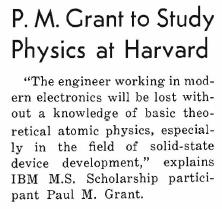 P. M. Grant to Study
Physics at Harvard
"The engineer working in mod-
ern electronics will be lost with-
out a knowledge of basic theo-
retical atomic physics, especial-
ly in the field of solid-state
device development," explains
IBM M.S. Scholarship partici-
pant Paul M. Grant.